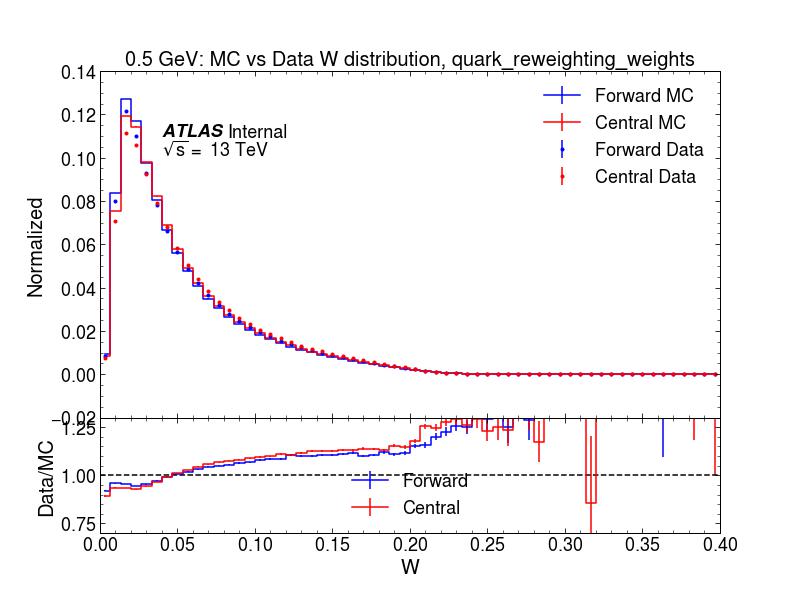 0.5 GeV: MC vs Data W distribution, quark_reweighting_weights
0.14
0.12
0.10
0.08
0.06
0.04
0.02
0.00
−0.02
Normalized
ATLAS Internal
√s = 13 TeV
Forward MC
Central MC
Forward Data
Central Data
1.25
1.00
0.75
Data/MC
Forward
Central
0.00 0.05 0.10 0.15 0.20 0.25 0.30 0.35 0.40
W